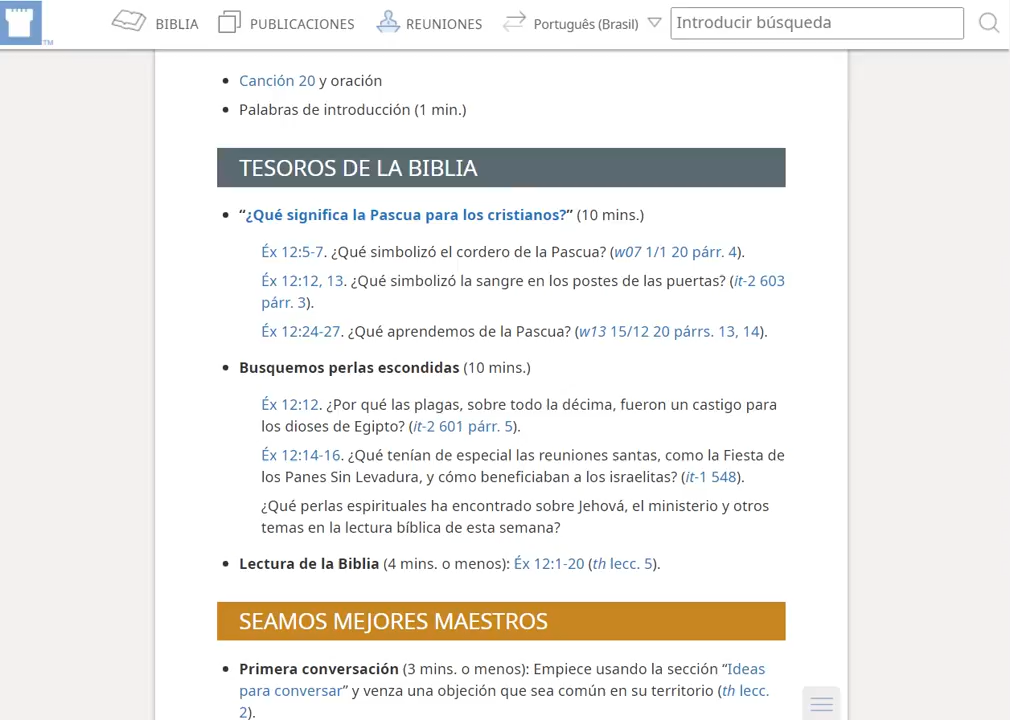 BIBLIA PUBLICACIONES REUNIONES Português (Brasil) Introducir búsqueda
TM
• Canción 20 y oración
• Palabras de introducción (1 min.)
TESOROS DE LA BIBLIA
• “¿Qué significa la Pascua para los cristianos?” (10 mins.)
Éx 12:5-7. ¿Qué simbolizó el cordero de la Pascua? (w07 1/1 20 párr. 4).
Éx 12:12, 13. ¿Qué simbolizó la sangre en los postes de las puertas? (it-2 603
párr. 3).
Éx 12:24-27. ¿Qué aprendemos de la Pascua? (w13 15/12 20 párrs. 13, 14).
• Busquemos perlas escondidas (10 mins.)
Éx 12:12. ¿Por qué las plagas, sobre todo la décima, fueron un castigo para
los dioses de Egipto? (it-2 601 párr. 5).
Éx 12:14-16. ¿Qué tenían de especial las reuniones santas, como la Fiesta de
los Panes Sin Levadura, y cómo beneficiaban a los israelitas? (it-1 548).
¿Qué perlas espirituales ha encontrado sobre Jehová, el ministerio y otros
temas en la lectura bíblica de esta semana?
• Lectura de la Biblia (4 mins. o menos): Éx 12:1-20 (th lecc. 5).
SEAMOS MEJORES MAESTROS
• Primera conversación (3 mins. o menos): Empiece usando la sección “Ideas
para conversar” y venza una objeción que sea común en su territorio (th lecc.
2).